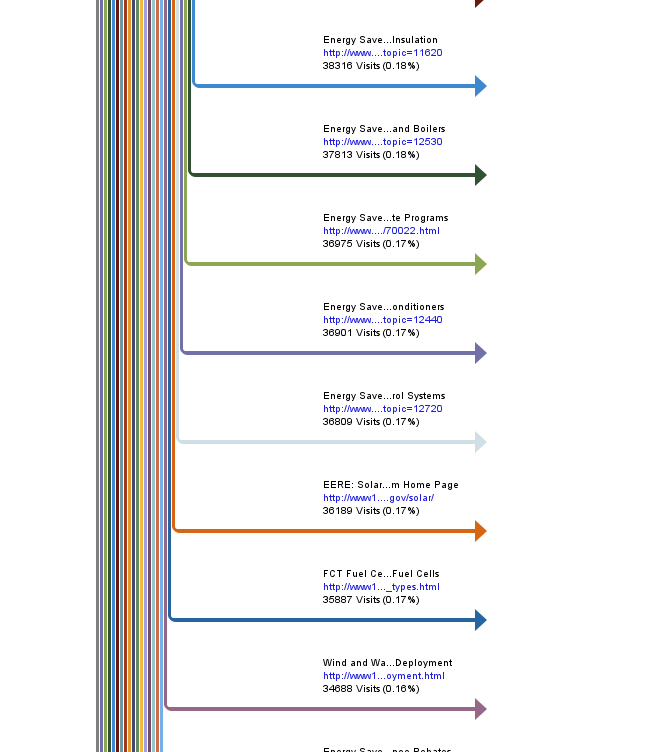 Energy Save...Insulation
http://www....topic=11620
38316 Visits (0.18%)
Energy Save...and Boilers
http://www....topic=12530
37813 Visits (0.18%)
Energy Save...te Programs
http://www..../70022.html
36975 Visits (0.17%)
Energy Save...onditioners
http://www....topic=12440
36901 Visits (0.17%)
Energy Save...rol Systems
http://www....topic=12720
36809 Visits (0.17%)
EERE: Solar...m Home Page
http://www1....gov/solar/
36189 Visits (0.17%)
FCT Fuel Ce...Fuel Cells
http://www1..._types.html
35887 Visits (0.17%)
Wind and Wa...Deployment
http://www1...oyment.html
34688 Visits (0.16%)
Energy Save...nce Rebates